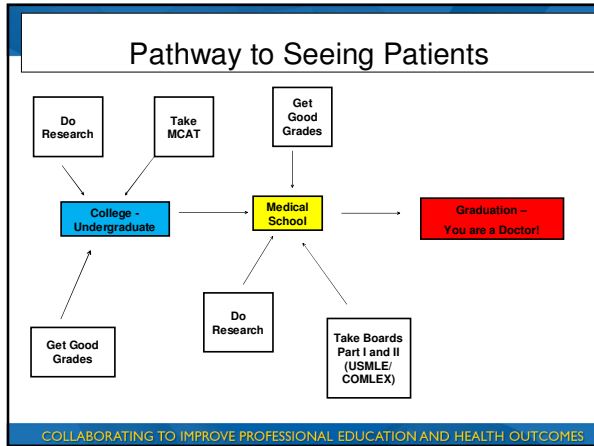 Pathway to Seeing Patients
Do
Research
Take
MCAT
Get
Good
Grades
College -
Undergraduate
Medical
School
Graduation –
You are a Doctor!
Get Good
Grades
Do
Research
Take Boards
Part I and II
(USMLE/
COMLEX)
COLLABORATING TO IMPROVE PROFESSIONAL EDUCATION AND HEALTH OUTCOMES